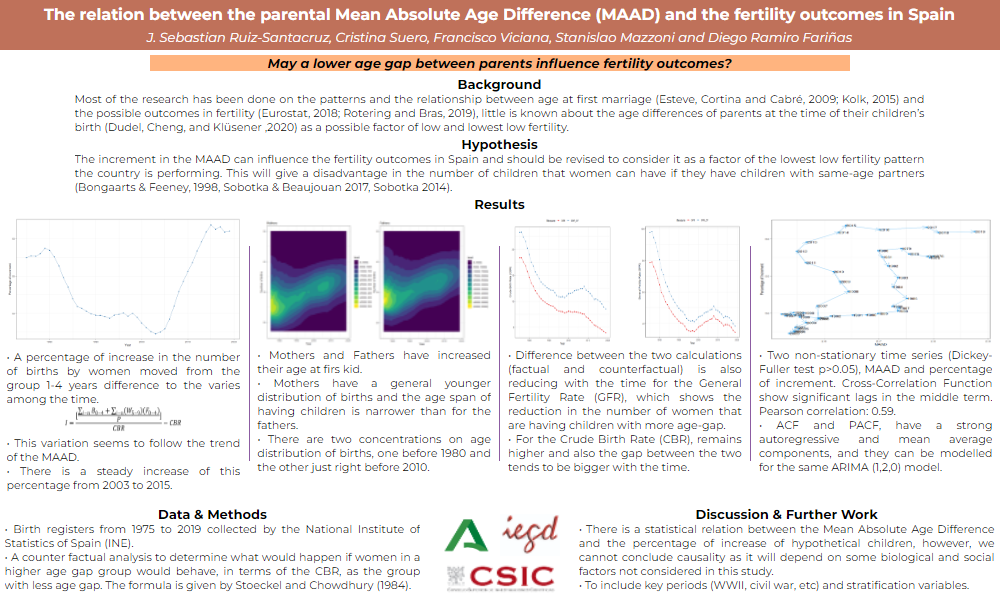 The relation between the parental Mean Absolute Age Difference (MAAD) and the fertility outcomes in Spain
J. Sebastian Ruiz-Santacruz, Cristina Suero, Francisco Viciana, Stanislao Mazzoni and Diego Ramiro Fariñas
May a lower age gap between parents influence fertility outcomes?
Background
Most of the research has been done on the patterns and the relationship between age at first marriage (Esteve, Cortina and Cabré, 2009; Kolk, 2015) and
the possible outcomes in fertility (Eurostat, 2018; Rotering and Bras, 2019), little is known about the age differences of parents at the time of their children's
birth (Dudel, Cheng, and Klüsener ,2020) as a possible factor of low and lowest low fertility.
Hypothesis
The increment in the MAAD can influence the fertility outcomes in Spain and should be revised to consider it as a factor of the lowest low fertility pattern
the country is performing. This will give a disadvantage in the number of children that women can have if they have children with same-age partners
(Bongaarts & Feeney, 1998, Sobotka & Beaujouan 2017, Sobotka 2014).
Results
• A percentage of increase in the number
of births by women moved from the
group 1-4 years difference to the varies
among the time.
• This variation seems to follow the trend
of the MAAD.
• There is a steady increase of this
percentage from 2003 to 2015.
• Mothers and Fathers have increased
their age at firs kid.
• Mothers have a general younger
distribution of births and the age span of
having children is narrower than for the
fathers.
• There are two concentrations on age
distribution of births, one before 1980 and
the other just right before 2010.
• Difference between the two calculations
(factual and counterfactual) is also
reducing with the time for the General
Fertility Rate (GFR), which shows the
reduction in the number of women that
are having children with more age-gap.
• For the Crude Birth Rate (CBR), remains
higher and also the gap between the two
tends to be bigger with the time.
• Two non-stationary time series (Dickey-
Fuller test p>0.05), MAAD and percentage
of increment. Cross-Correlation Function
show significant lags in the middle term.
Pearson correlation: 0.59.
• ACF and PACF, have a strong
autoregressive and mean average
components, and they can be modelled
for the same ARIMA (1,2,0) model.
Data & Methods
• Birth registers from 1975 to 2019 collected by the National Institute of
Statistics of Spain (INE).
• A counter factual analysis to determine what would happen if women in a
higher age gap group would behave, in terms of the CBR, as the group
with less age gap. The formula is given by Stoeckel and Chowdhury (1984).
iegd
CSIC
Discussion & Further Work
• There is a statistical relation between the Mean Absolute Age Difference
and the percentage of increase of hypothetical children, however, we
cannot conclude causality as it will depend on some biological and social
factors not considered in this study.
• To include key periods (WWII, civil war, etc) and stratification variables.